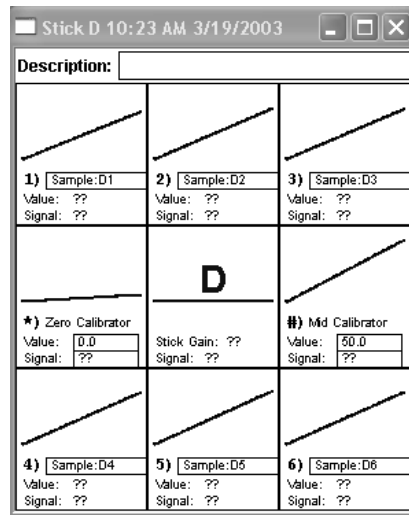 Stick D 10:23 AM 3/19/2003
Description:
1) Sample:D1
Value: ??
Signal: ??
2) Sample:D2
Value: ??
Signal: ??
3) Sample:D3
Value: ??
Signal: ??
*) Zero Calibrator
Value: 0.0
Signal: ??
D
Stick Gain: ??
Signal: ??
#) Mid Calibrator
Value: 50.0
Signal: ??
4) Sample:D4
Value: ??
Signal: ??
5) Sample:D5
Value: ??
Signal: ??
6) Sample:D6
Value: ??
Signal: ??